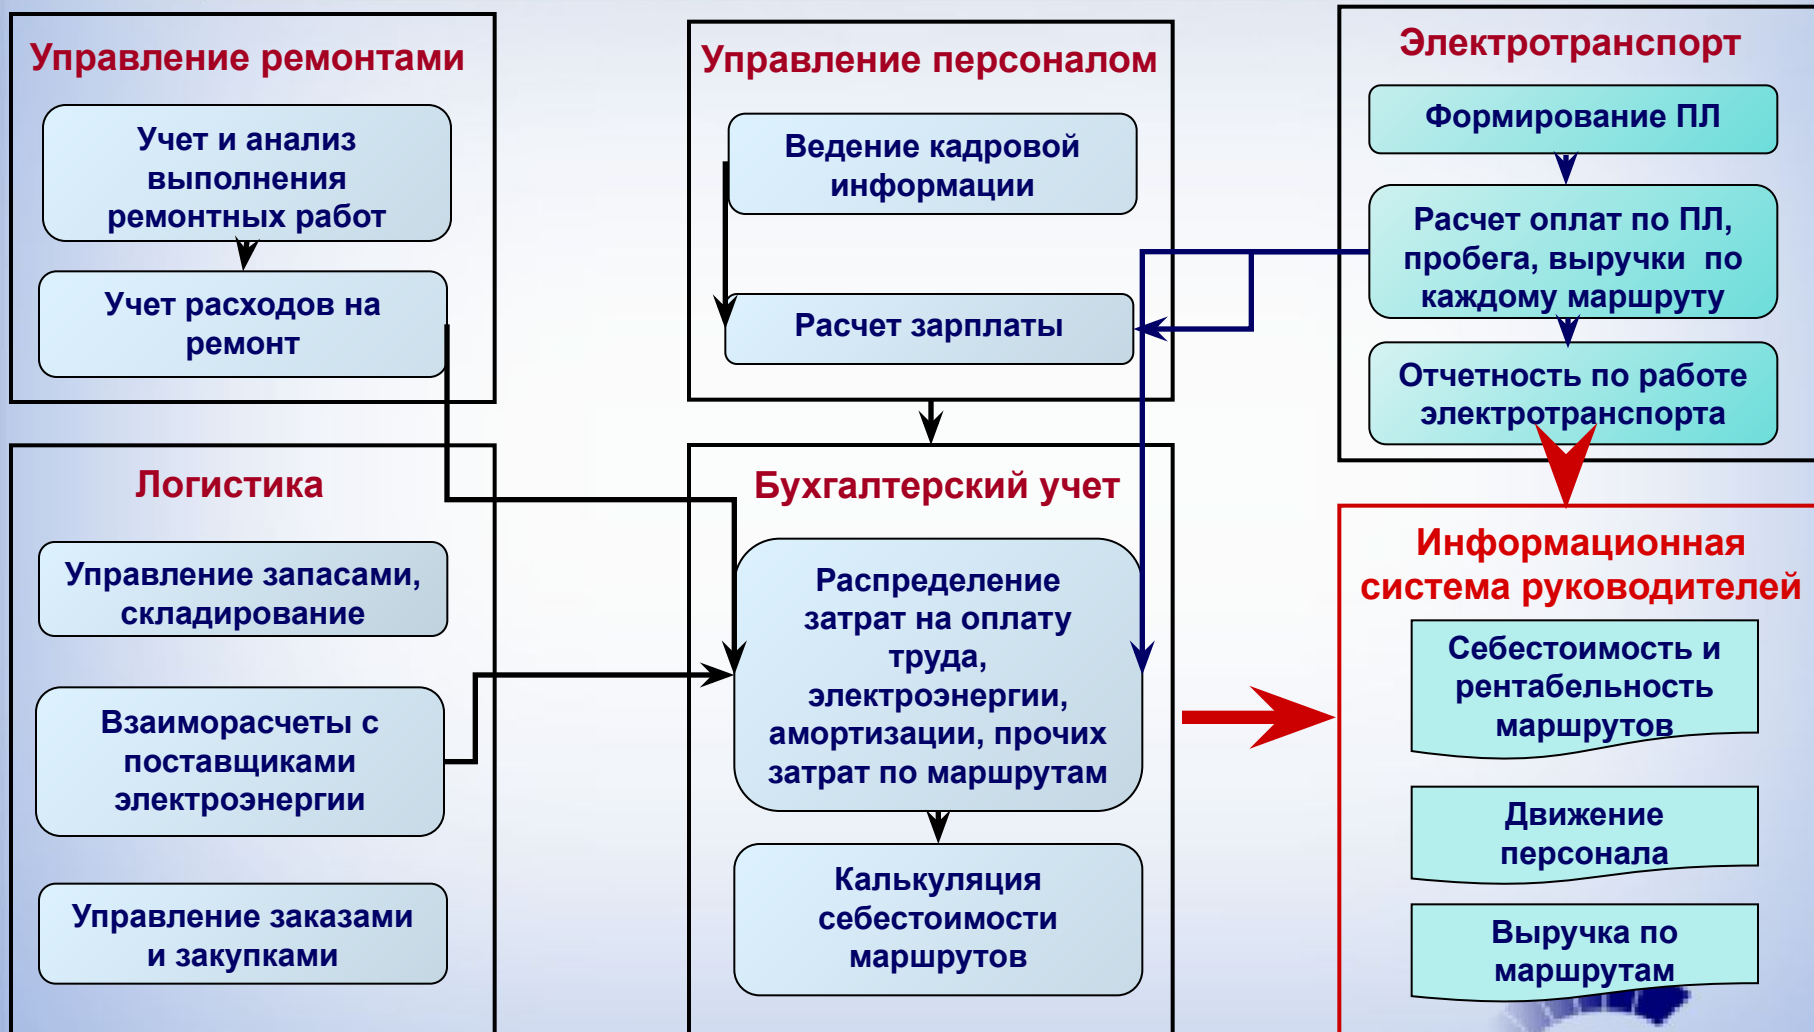 Управление ремонтами
Учет и анализ
выполнения
ремонтных работ
Учет расходов на
ремонт
Управление персоналом
Ведение кадровой
информации
Расчет зарплаты
Электротранспорт
Формирование ПЛ
Расчет оплат по ПЛ,
пробега, выручки по
каждому маршруту
Отчетность по работе
электротранспорта
Логистика
Управление запасами,
складирование
Взаиморасчеты с
поставщиками
электроэнергии
Управление заказами
и закупками
Бухгалтерский учет
Распределение
затрат на оплату
труда,
электроэнергии,
амортизации, прочих
затрат по маршрутам
Калькуляция
себестоимости
маршрутов
Информационная
система руководителей
Себестоимость и
рентабельность
маршрутов
Движение
персонала
Выручка по
маршрутам